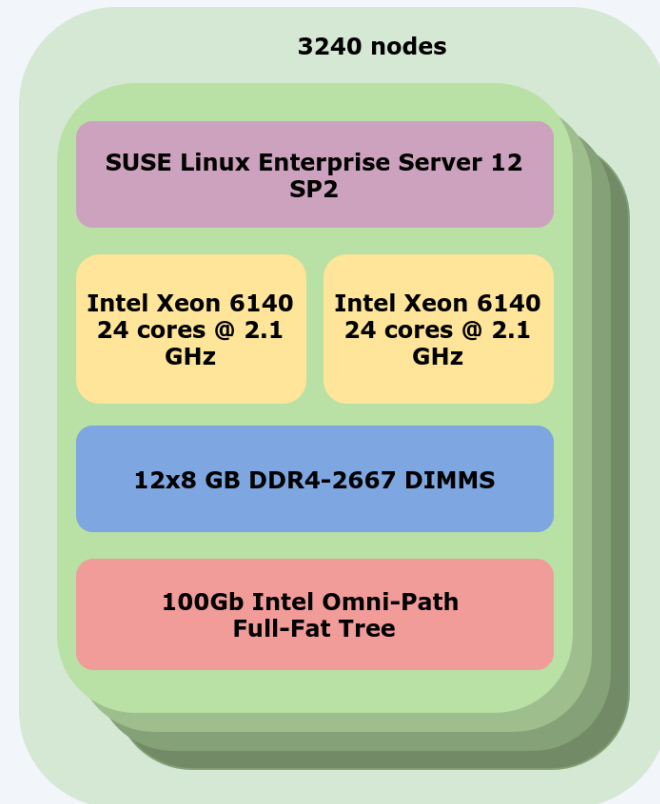 3240 nodes
SUSE Linux Enterprise Server 12
SP2
Intel Xeon 6140
24 cores @ 2.1
GHz
Intel Xeon 6140
24 cores @ 2.1
GHz
12x8 GB DDR4-2667 DIMMS
100Gb Intel Omni-Path
Full-Fat Tree